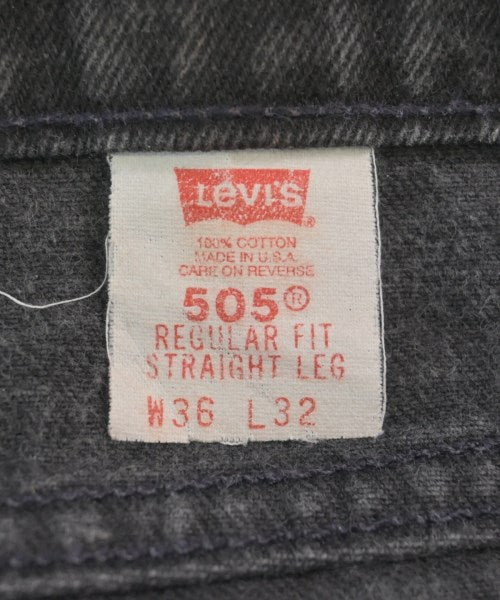 Levi's®
100% COTTON
MADE IN U.S.A.
CARE ON REVERSE
505®
REGULAR FIT
STRAIGHT LEG
W36 L32